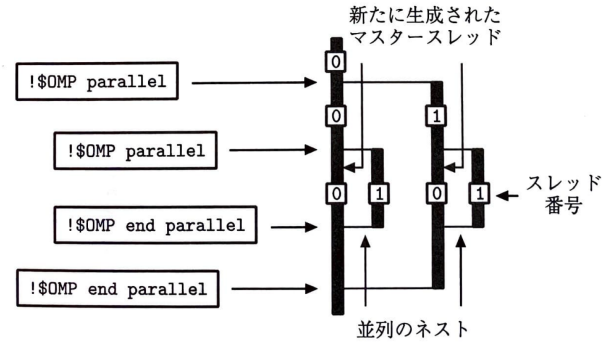 新たに生成された
マスタースレッド
0
!$OMP parallel
0 1
!$OMP parallel
0 1 0 1
スレッド
番号
!$OMP end parallel
!$OMP end parallel
並列のネスト